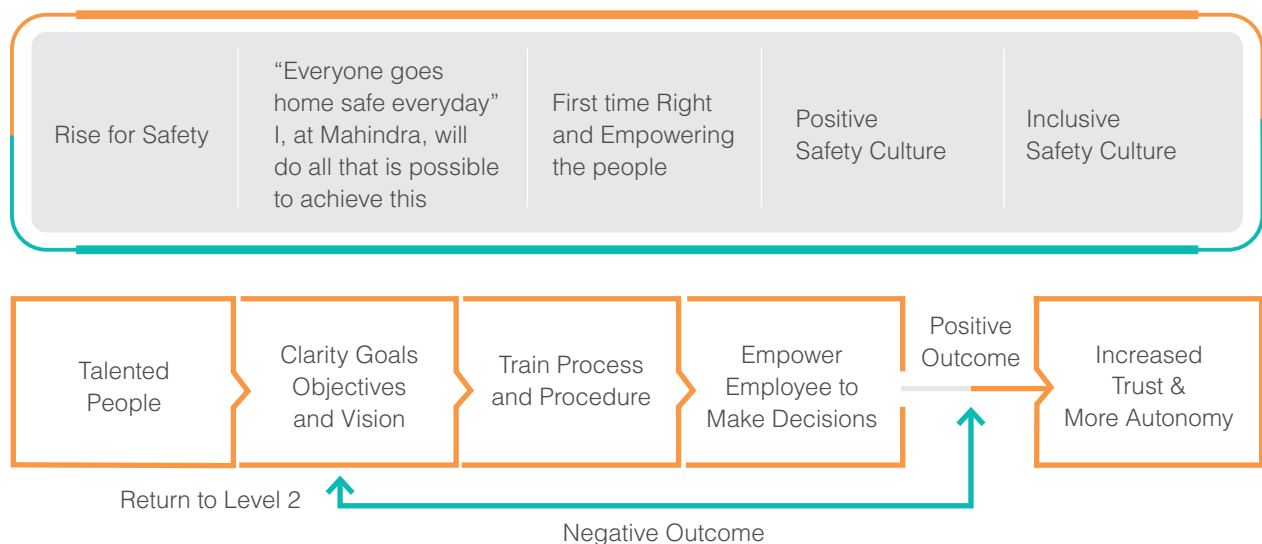 Rise for Safety
“Everyone goes
home safe everyday”
I, at Mahindra, will
do all that is possible
to achieve this
First time Right
and Empowering
the people
Positive
Safety Culture
Inclusive
Safety Culture
Talented
People
Clarity Goals
Objectives
and Vision
Train Process
and Procedure
Empower
Employee to
Make Decisions
Positive
Outcome
Increased
Trust &
More Autonomy
Return to Level 2
Negative Outcome